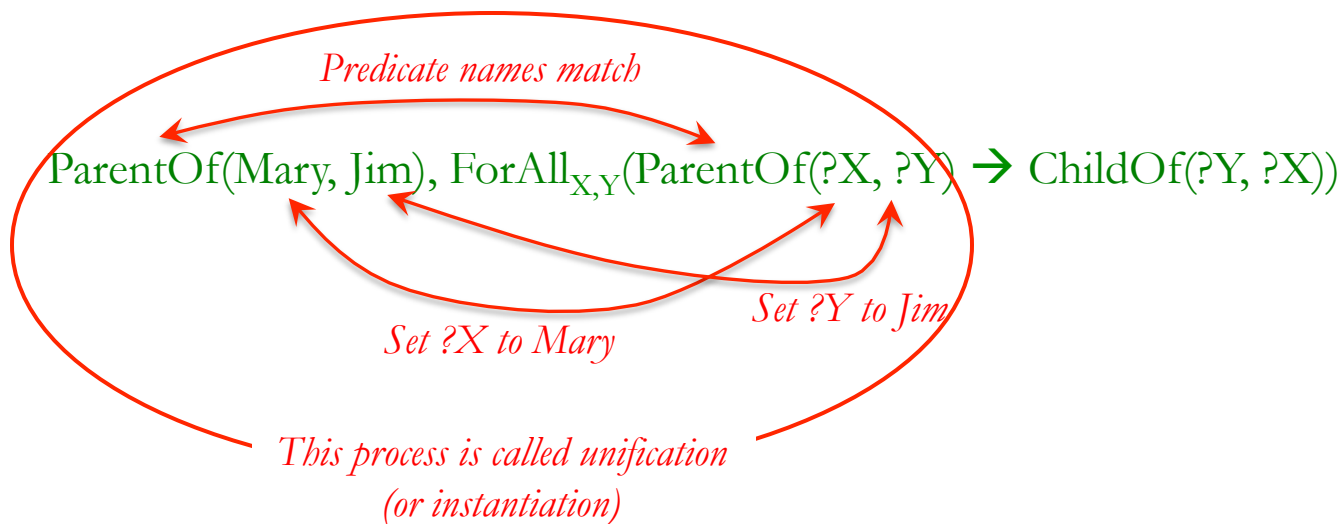 Predicate names match
ParentOf(Mary, Jim), ForAllX,Y(ParentOf(?X, ?Y) → ChildOf(?Y, ?X))
Set ?Y to Jim
Set ?X to Mary
This process is called unification
(or instantiation)